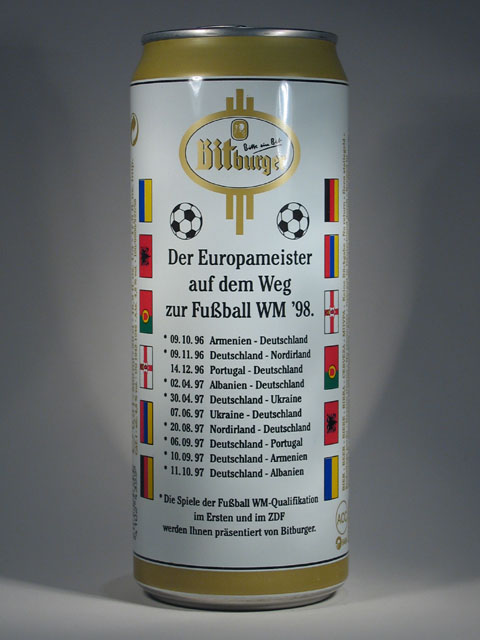 Bitte ein Bit
Bitburger
Der Europameister
auf dem Weg
zur Fußball WM '98.
* 09.10.96 Armenien - Deutschland
* 09.11.96 Deutschland - Nordirland
14.12.96 Portugal - Deutschland
* 02.04.97 Albanien - Deutschland
* 30.04.97 Deutschland - Ukraine
07.06.97 Ukraine - Deutschland
* 20.08.97 Nordirland - Deutschland
* 06.09.97 Deutschland - Portugal
* 10.09.97 Deutschland - Armenien
* 11.10.97 Deutschland - Albanien
* Die Spiele der Fußball WM-Qualifikation
im Ersten und im ZDF
werden Ihnen präsentiert von Bitburger.